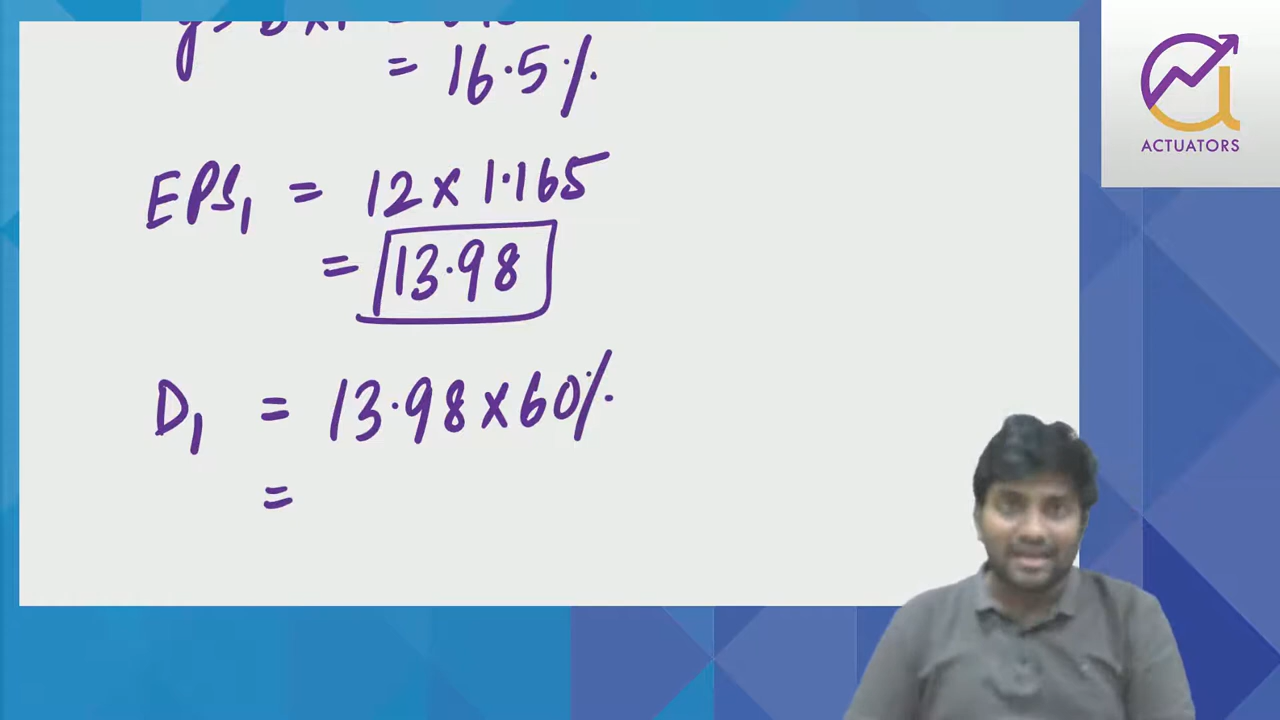 = 16.5%
EPS₁ = 12 x 1.165
= 13.98
D₁ = 13.98 x 60%
=
ACTUATORS